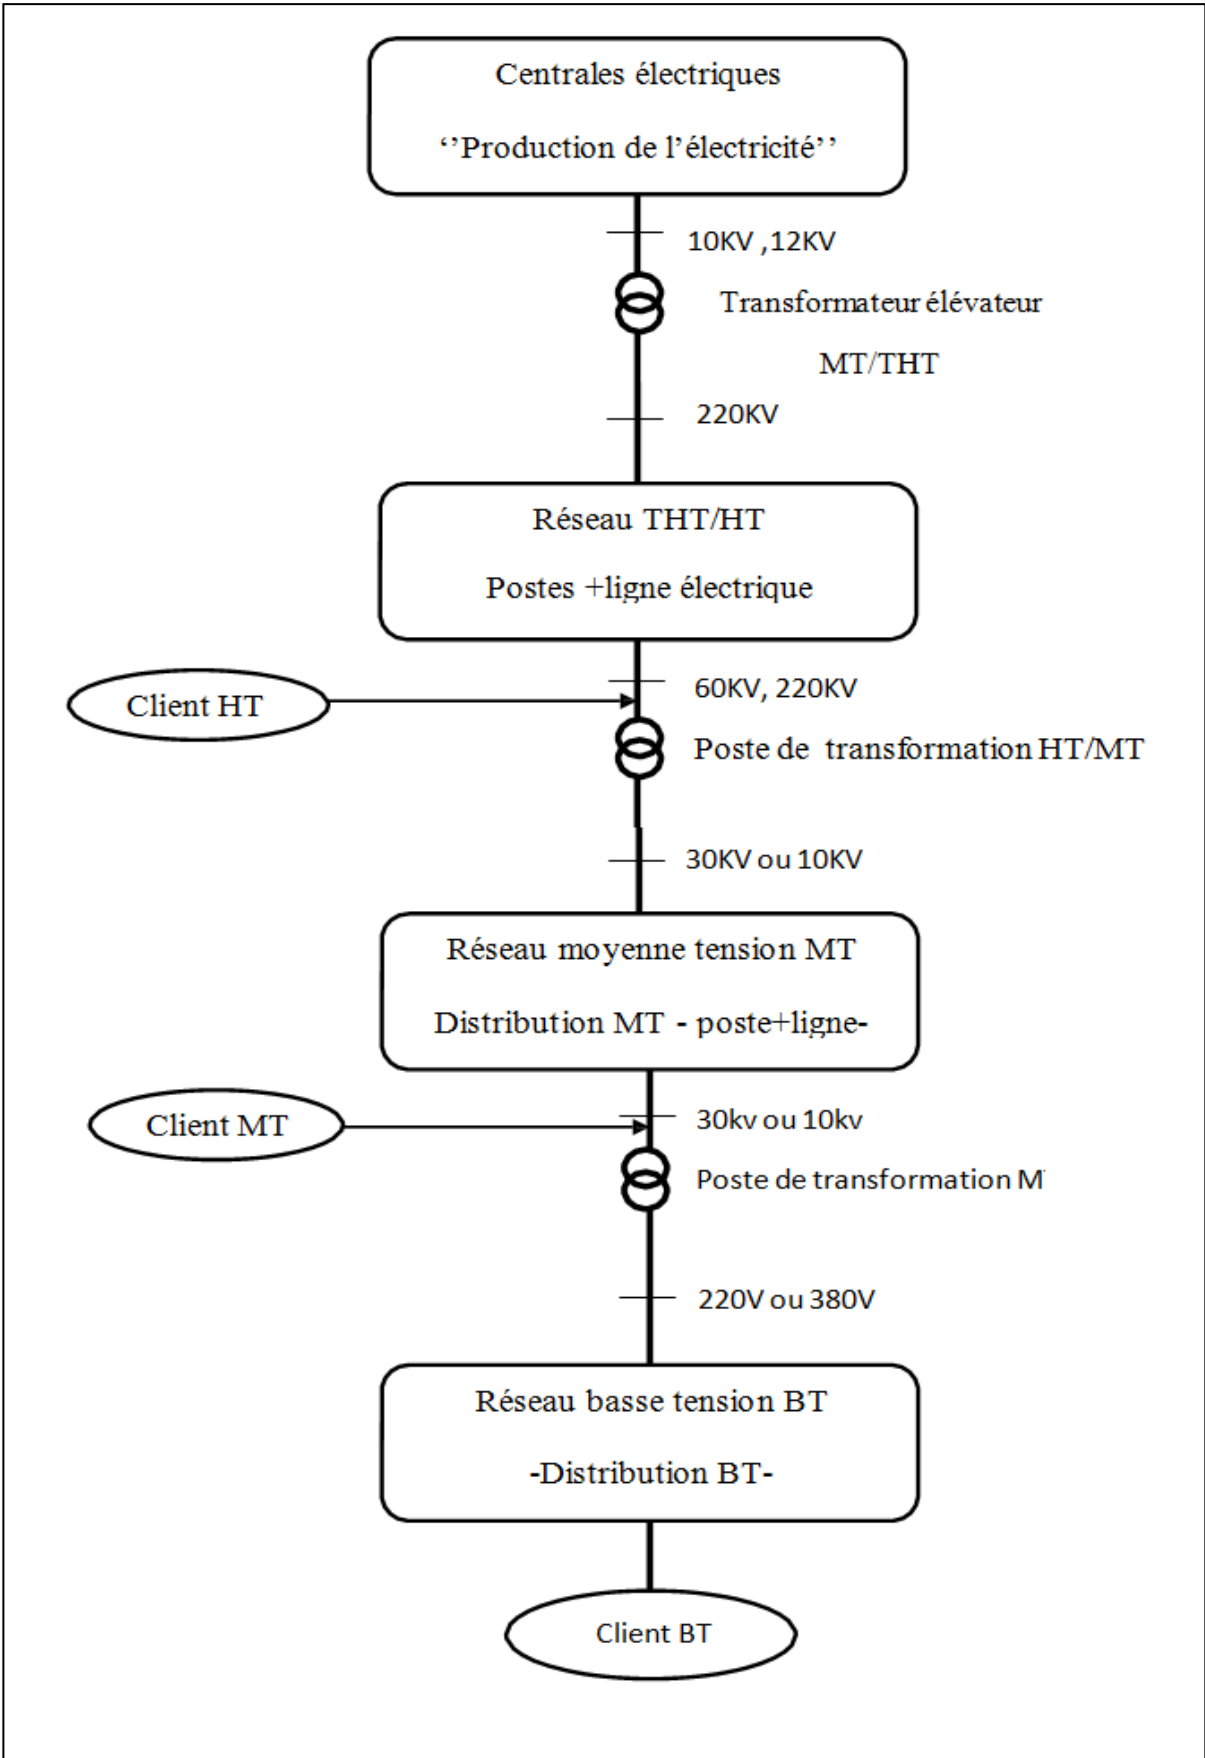 Centrales électriques
‘’Production de l’électricité’’
10KV ,12KV
Transformateur élévateur
MT/THT
220KV
Réseau THT/HT
Postes +ligne électrique
60KV, 220KV
Client HT
Poste de transformation HT/MT
30KV ou 10KV
Réseau moyenne tension MT
Distribution MT - poste+ligne-
30kv ou 10kv
Client MT
Poste de transformation M
220V ou 380V
Réseau basse tension BT
-Distribution BT-
Client BT